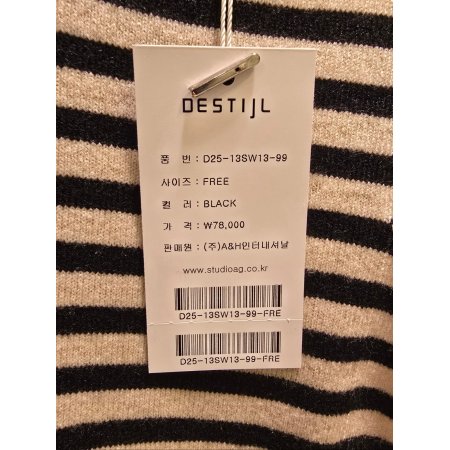 DESTIJL
품 번 : D25-13SW13-99
사이즈 : FREE
컬 러 : BLACK
가 격 : ₩78,000
판매원 : (주)A&H인터내셔날
www.studioag.co.kr
D25-13SW13-99-FRE
D25-13SW13-99-FRE